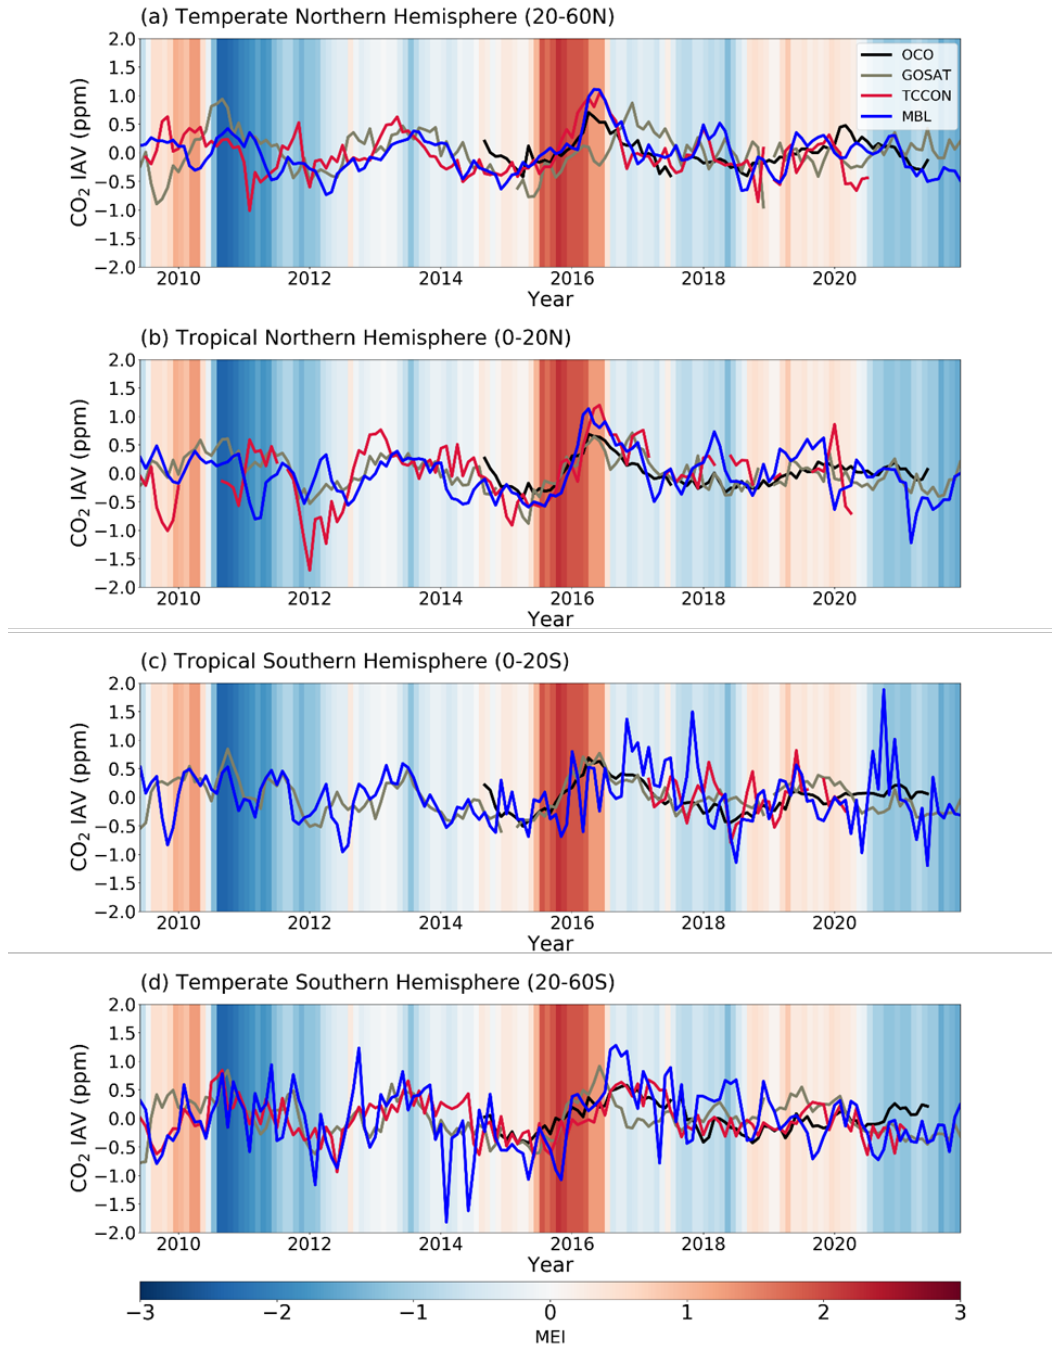 (a) Temperate Northern Hemisphere (20-60N)
2.0
1.5
1.0
0.5
0.0
−0.5
−1.0
−1.5
−2.0
CO2 IAV (ppm)
OCO
GOSAT
TCCON
MBL
2010 2012 2014 2016 2018 2020
Year
(b) Tropical Northern Hemisphere (0-20N)
2.0
1.5
1.0
0.5
0.0
−0.5
−1.0
−1.5
−2.0
CO2 IAV (ppm)
2010 2012 2014 2016 2018 2020
Year
(c) Tropical Southern Hemisphere (0-20S)
2.0
1.5
1.0
0.5
0.0
−0.5
−1.0
−1.5
−2.0
CO2 IAV (ppm)
2010 2012 2014 2016 2018 2020
Year
(d) Temperate Southern Hemisphere (20-60S)
2.0
1.5
1.0
0.5
0.0
−0.5
−1.0
−1.5
−2.0
CO2 IAV (ppm)
2010 2012 2014 2016 2018 2020
Year
−3 −2 −1 0 1 2 3
MEI